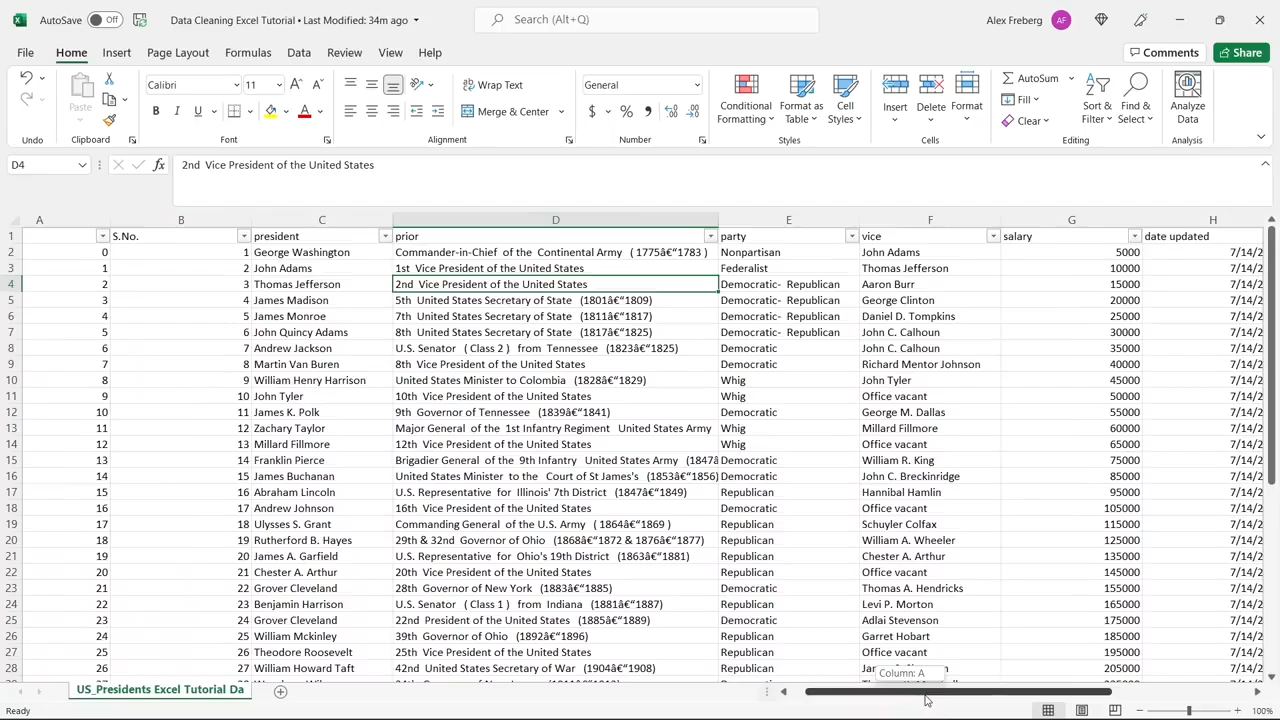 AutoSave Off Data Cleaning Excel Tutorial • Last Modified: 34m ago Search (Alt+Q) Alex Freberg AF
File Home Insert Page Layout Formulas Data Review View Help Comments Share
Paste Calibri 11 Wrap Text General Conditional Formatting Format as Table Cell Styles Insert Delete Format AutoSum Sort & Filter Find & Select Analyze Data
B I U A Merge & Center $ % Fill
Clear
Undo Clipboard Font Alignment Number Styles Cells Editing Analysis
D4 fx 2nd Vice President of the United States
A B C D E F G H
1 S.No. president prior party vice salary date updated
2 0 1 George Washington Commander-in-Chief of the Continental Army ( 1775â€“1783 ) Nonpartisan John Adams 5000 7/14/2
3 1 2 John Adams 1st Vice President of the United States Federalist Thomas Jefferson 10000 7/14/2
4 2 3 Thomas Jefferson 2nd Vice President of the United States Democratic- Republican Aaron Burr 15000 7/14/2
5 3 4 James Madison 5th United States Secretary of State (1801â€“1809) Democratic- Republican George Clinton 20000 7/14/2
6 4 5 James Monroe 7th United States Secretary of State (1811â€“1817) Democratic- Republican Daniel D. Tompkins 25000 7/14/2
7 5 6 John Quincy Adams 8th United States Secretary of State (1817â€“1825) Democratic- Republican John C. Calhoun 30000 7/14/2
8 6 7 Andrew Jackson U.S. Senator ( Class 2 ) from Tennessee (1823â€“1825) Democratic John C. Calhoun 35000 7/14/2
9 7 8 Martin Van Buren 8th Vice President of the United States Democratic Richard Mentor Johnson 40000 7/14/2
10 8 9 William Henry Harrison United States Minister to Colombia (1828â€“1829) Whig John Tyler 45000 7/14/2
11 9 10 John Tyler 10th Vice President of the United States Whig Office vacant 50000 7/14/2
12 10 11 James K. Polk 9th Governor of Tennessee (1839â€“1841) Democratic George M. Dallas 55000 7/14/2
13 11 12 Zachary Taylor Major General of the 1st Infantry Regiment United States Army Whig Millard Fillmore 60000 7/14/2
14 12 13 Millard Fillmore 12th Vice President of the United States Whig Office vacant 65000 7/14/2
15 13 14 Franklin Pierce Brigadier General of the 9th Infantry United States Army (1847â Democratic William R. King 75000 7/14/2
16 14 15 James Buchanan United States Minister to the Court of St James's (1853â€“1856) Democratic John C. Breckinridge 85000 7/14/2
17 15 16 Abraham Lincoln U.S. Representative for Illinois' 7th District (1847â€“1849) Republican Hannibal Hamlin 95000 7/14/2
18 16 17 Andrew Johnson 16th Vice President of the United States Democratic Office vacant 105000 7/14/2
19 17 18 Ulysses S. Grant Commanding General of the U.S. Army ( 1864â€“1869 ) Republican Schuyler Colfax 115000 7/14/2
20 18 19 Rutherford B. Hayes 29th & 32nd Governor of Ohio (1868â€“1872 & 1876â€“1877) Republican William A. Wheeler 125000 7/14/2
21 19 20 James A. Garfield U.S. Representative for Ohio's 19th District (1863â€“1881) Republican Chester A. Arthur 135000 7/14/2
22 20 21 Chester A. Arthur 20th Vice President of the United States Republican Office vacant 145000 7/14/2
23 21 22 Grover Cleveland 28th Governor of New York (1883â€“1885) Democratic Thomas A. Hendricks 155000 7/14/2
24 22 23 Benjamin Harrison U.S. Senator ( Class 1 ) from Indiana (1881â€“1887) Republican Levi P. Morton 165000 7/14/2
25 23 24 Grover Cleveland 22nd President of the United States (1885â€“1889) Democratic Adlai Stevenson 175000 7/14/2
26 24 25 William Mckinley 39th Governor of Ohio (1892â€“1896) Republican Garret Hobart 185000 7/14/2
27 25 26 Theodore Roosevelt 25th Vice President of the United States Republican Office vacant 195000 7/14/2
28 26 27 William Howard Taft 42nd United States Secretary of War (1904â€“1908) Republican 205000 7/14/2
Column: A
US_Presidents Excel Tutorial Da
Ready 100%